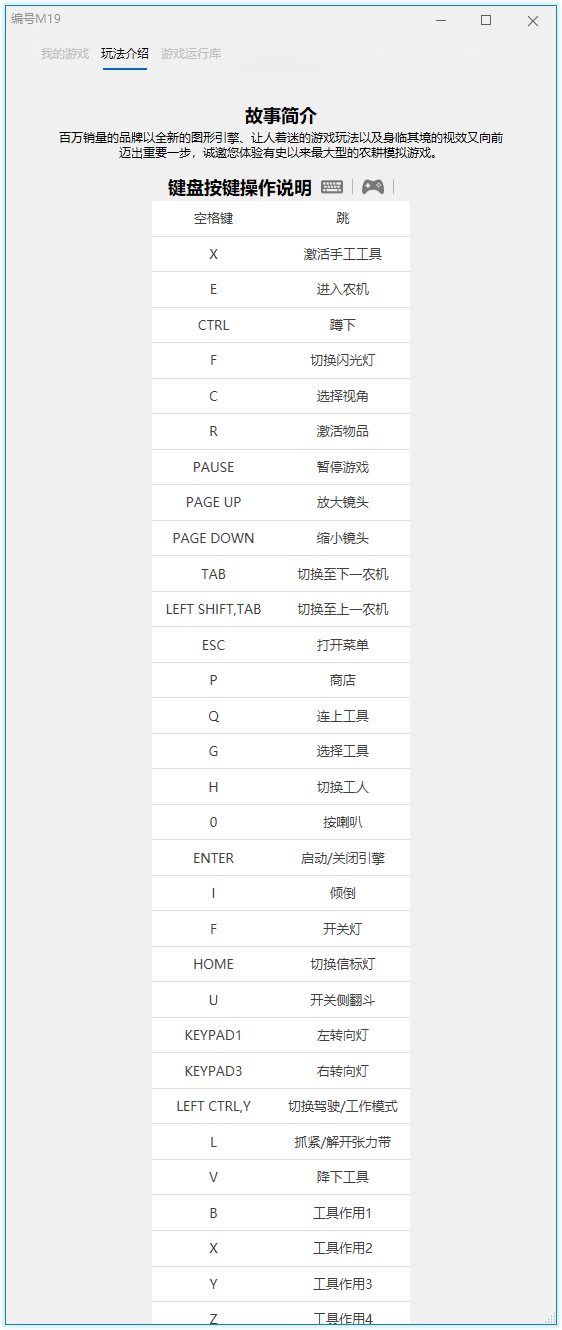 编号M19
我的游戏 玩法介绍 游戏运行库
故事简介
百万销量的品牌以全新的图形引擎、让人着迷的游戏玩法以及身临其境的视效又向前
迈出重要一步，诚邀您体验有史以来最大型的农耕模拟游戏。
键盘按键操作说明
空格键 跳
X 激活手工工具
E 进入农机
CTRL 蹲下
F 切换闪光灯
C 选择视角
R 激活物品
PAUSE 暂停游戏
PAGE UP 放大镜头
PAGE DOWN 缩小镜头
TAB 切换至下一农机
LEFT SHIFT,TAB 切换至上一农机
ESC 打开菜单
P 商店
Q 连上工具
G 选择工具
H 切换工人
0 按喇叭
ENTER 启动/关闭引擎
I 倾倒
F 开关灯
HOME 切换信标灯
U 开关侧翻斗
KEYPAD1 左转向灯
KEYPAD3 右转向灯
LEFT CTRL,Y 切换驾驶/工作模式
L 抓紧/解开张力带
V 降下工具
B 工具作用1
X 工具作用2
Y 工具作用3
Z 工具作用4